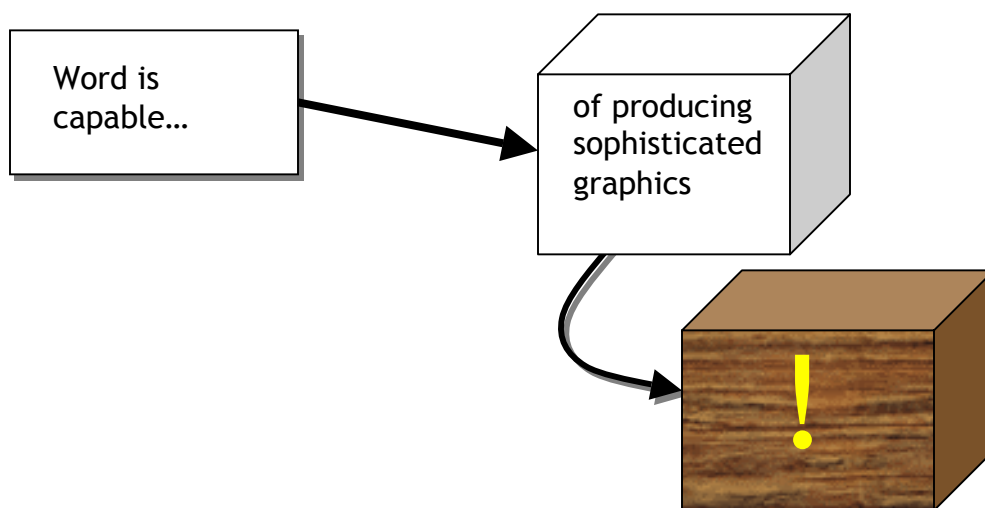 Word is
capable…
of producing
sophisticated
graphics
!